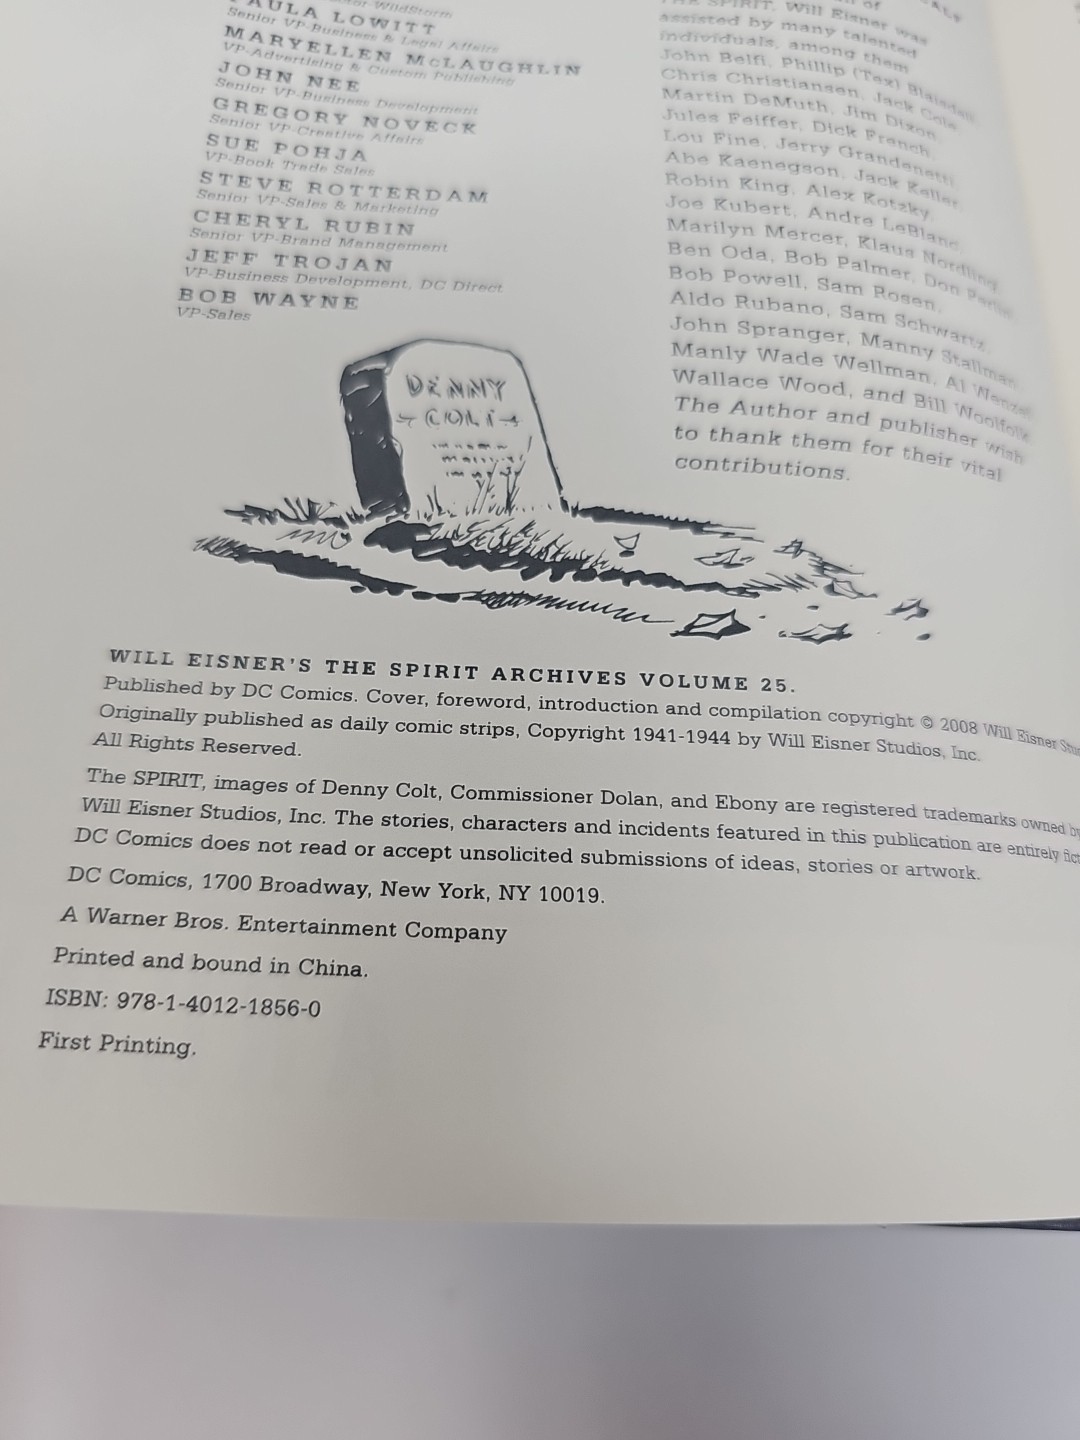 PAULA LOWITT
Senior VP-Business & Legal Affairs
MARYELLEN McLAUGHLIN
VP-Advertising & Custom Publishing
JOHN NEE
Senior VP-Business Development
GREGORY NOVECK
Senior VP-Creative Affairs
SUE POHJA
VP-Book Trade Sales
STEVE ROTTERDAM
Senior VP-Sales & Marketing
CHERYL RUBIN
Senior VP-Brand Management
JEFF TROJAN
VP-Business Development, DC Direct
BOB WAYNE
VP-Sales
THE SPIRIT, Will Eisner was
assisted by many talented
individuals, among them
John Belfi, Phillip (Tex) Blaisdell,
Chris Christiansen, Jack Cole,
Martin DeMuth, Jim Dixon,
Jules Feiffer, Dick French,
Lou Fine, Jerry Grandenetti,
Abe Kaenegson, Jack Keller,
Robin King, Alex Kotzky,
Joe Kubert, Andre LeBlanc,
Marilyn Mercer, Klaus Nordling,
Ben Oda, Bob Palmer, Don
Bob Powell, Sam Rosen,
Aldo Rubano, Sam Schwartz,
John Spranger, Manny Stallman,
Manly Wade Wellman, Al Wenzel,
Wallace Wood, and Bill Woolfolk
The Author and publisher wish
to thank them for their vital
contributions.
DENNY
COLT
WILL EISNER'S THE SPIRIT ARCHIVES VOLUME 25.
Published by DC Comics. Cover, foreword, introduction and compilation copyright © 2008 Will Eisner
Originally published as daily comic strips, Copyright 1941-1944 by Will Eisner Studios, Inc.
All Rights Reserved.
The SPIRIT, images of Denny Colt, Commissioner Dolan, and Ebony are registered trademarks owned by
Will Eisner Studios, Inc. The stories, characters and incidents featured in this publication are entirely
DC Comics does not read or accept unsolicited submissions of ideas, stories or artwork.
DC Comics, 1700 Broadway, New York, NY 10019.
A Warner Bros. Entertainment Company
Printed and bound in China.
ISBN: 978-1-4012-1856-0
First Printing.